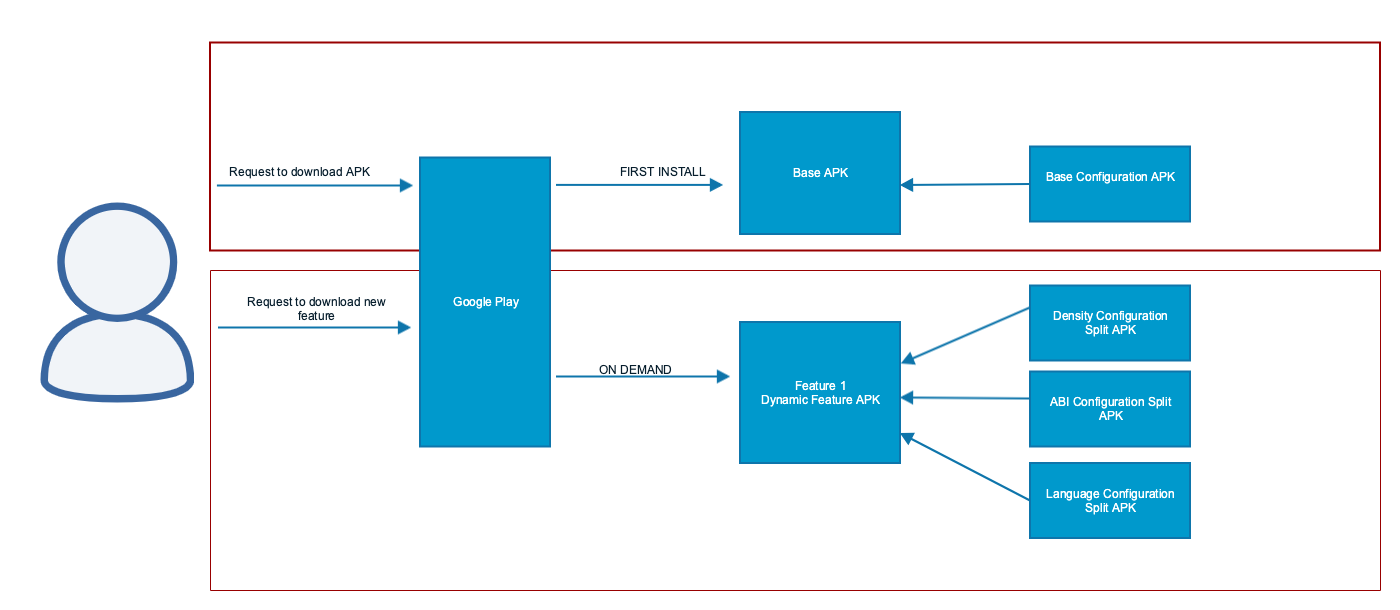 Request to download APK
FIRST INSTALL
Base APK
Base Configuration APK
Request to download new
feature
Google Play
ON DEMAND
Feature 1
Dynamic Feature APK
Density Configuration
Split APK
ABI Configuration Split
APK
Language Configuration
Split APK